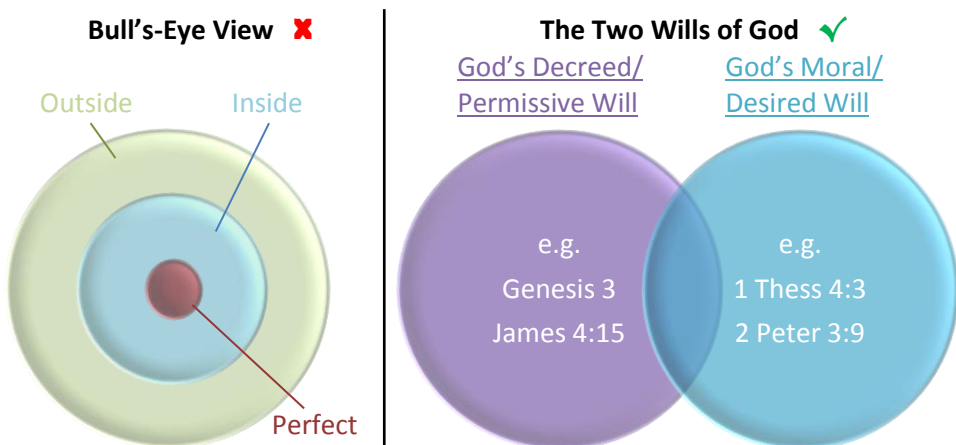 Bull's-Eye View ✘
Outside
Inside
Perfect
The Two Wills of God ✓
God's Decreed/
Permissive Will
God's Moral/
Desired Will
e.g.
Genesis 3
James 4:15
e.g.
1 Thess 4:3
2 Peter 3:9